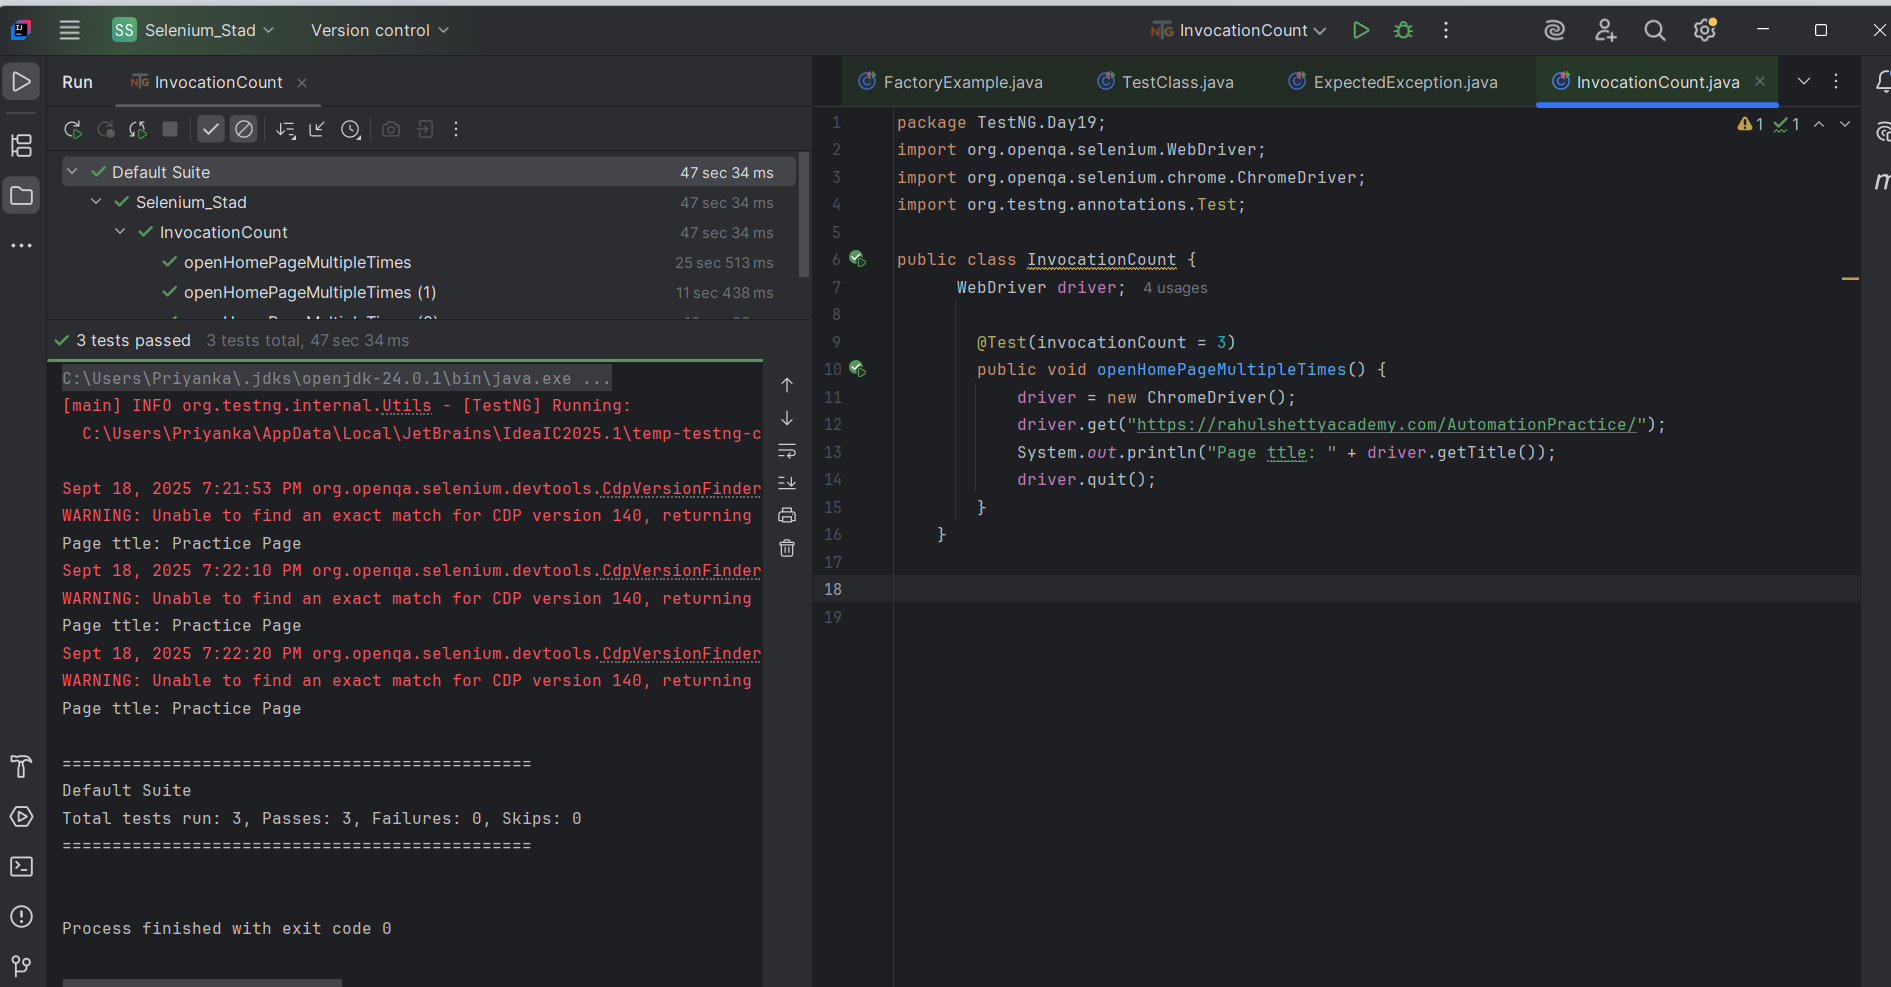 SS Selenium_Stad Version control InvocationCount
Run InvocationCount
FactoryExample.java TestClass.java ExpectedException.java InvocationCount.java
Default Suite 47 sec 34 ms
Selenium_Stad 47 sec 34 ms
InvocationCount 47 sec 34 ms
openHomePageMultipleTimes 25 sec 513 ms
openHomePageMultipleTimes (1) 11 sec 438 ms
3 tests passed 3 tests total, 47 sec 34 ms
C:\Users\Priyanka\.jdks\openjdk-24.0.1\bin\java.exe ...
[main] INFO org.testng.internal.Utils - [TestNG] Running:
C:\Users\Priyanka\AppData\Local\JetBrains\IdeaIC2025.1\temp-testng-c
Sept 18, 2025 7:21:53 PM org.openqa.selenium.devtools.CdpVersionFinder
WARNING: Unable to find an exact match for CDP version 140, returning
Page ttle: Practice Page
Sept 18, 2025 7:22:10 PM org.openqa.selenium.devtools.CdpVersionFinder
WARNING: Unable to find an exact match for CDP version 140, returning
Page ttle: Practice Page
Sept 18, 2025 7:22:20 PM org.openqa.selenium.devtools.CdpVersionFinder
WARNING: Unable to find an exact match for CDP version 140, returning
Page ttle: Practice Page
===============================================
Default Suite
Total tests run: 3, Passes: 3, Failures: 0, Skips: 0
===============================================
Process finished with exit code 0
1 package TestNG.Day19; 1 1
2 import org.openqa.selenium.WebDriver;
3 import org.openqa.selenium.chrome.ChromeDriver;
4 import org.testng.annotations.Test;
5
6 public class InvocationCount {
7 WebDriver driver; 4 usages
8
9 @Test(invocationCount = 3)
10 public void openHomePageMultipleTimes() {
11 driver = new ChromeDriver();
12 driver.get("https://rahulshettyacademy.com/AutomationPractice/");
13 System.out.println("Page ttle: " + driver.getTitle());
14 driver.quit();
15 }
16 }
17
18
19